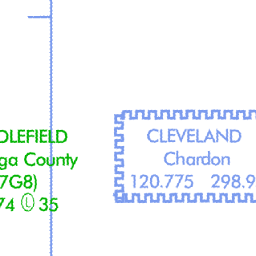 DLEFIELD
ga County
7G8)
74 Ⓛ 35
CLEVELAND
Chardon
120.775 298.9